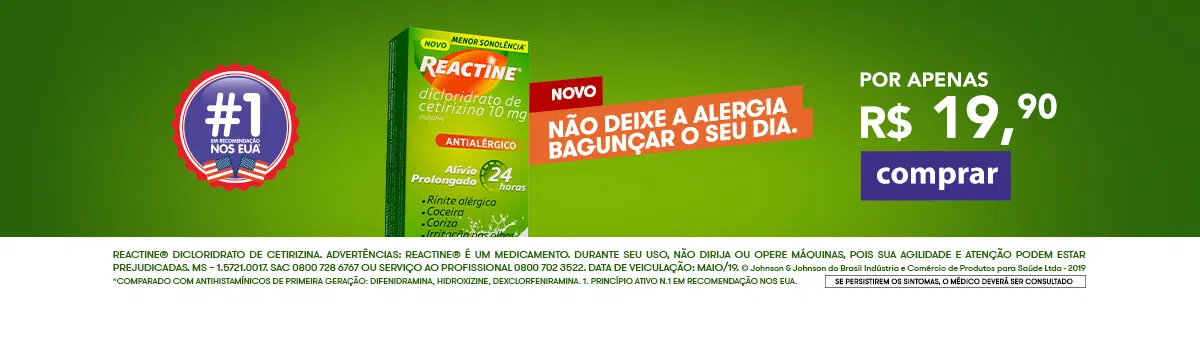 #1
EM RECOMENDAÇÃO
NOS EUA
NOVO
MENOR SONOLÊNCIA*
REACTINE®
dicloridrato de
cetirizina 10 mg
USO ORAL
ANTIALÉRGICO
Alívio
Prolongado
24
horas
• Rinite alérgica
• Coceira
• Coriza
• Irritação nos olhos
NOVO
NÃO DEIXE A ALERGIA
BAGUNÇAR O SEU DIA.
POR APENAS
R$ 19,90
comprar
REACTINE® DICLORIDRATO DE CETIRIZINA. ADVERTÊNCIAS: REACTINE® É UM MEDICAMENTO. DURANTE SEU USO, NÃO DIRIJA OU OPERE MÁQUINAS, POIS SUA AGILIDADE E ATENÇÃO PODEM ESTAR
PREJUDICADAS. MS – 1.5721.0017. SAC 0800 728 6767 OU SERVIÇO AO PROFISSIONAL 0800 702 3522. DATA DE VEICULAÇÃO: MAIO/19. © Johnson & Johnson do Brasil Indústria e Comércio de Produtos para Saúde Ltda - 2019
*COMPARADO COM ANTIHISTAMÍNICOS DE PRIMEIRA GERAÇÃO: DIFENIDRAMINA, HIDROXIZINE, DEXCLORFENIRAMINA. 1. PRINCÍPIO ATIVO N.1 EM RECOMENDAÇÃO NOS EUA.
SE PERSISTIREM OS SINTOMAS, O MÉDICO DEVERÁ SER CONSULTADO